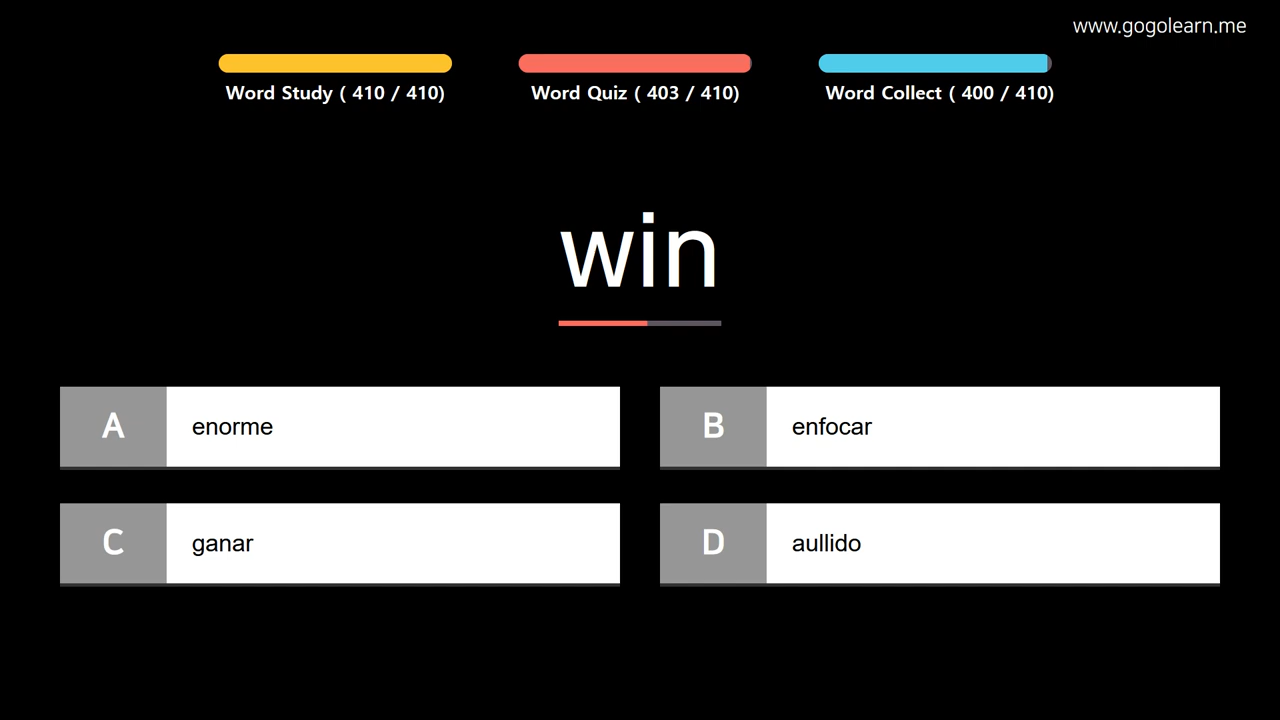 www.gogolearn.me
Word Study ( 410 / 410)
Word Quiz ( 403 / 410)
Word Collect ( 400 / 410)
win
A enorme
B enfocar
C ganar
D aullido